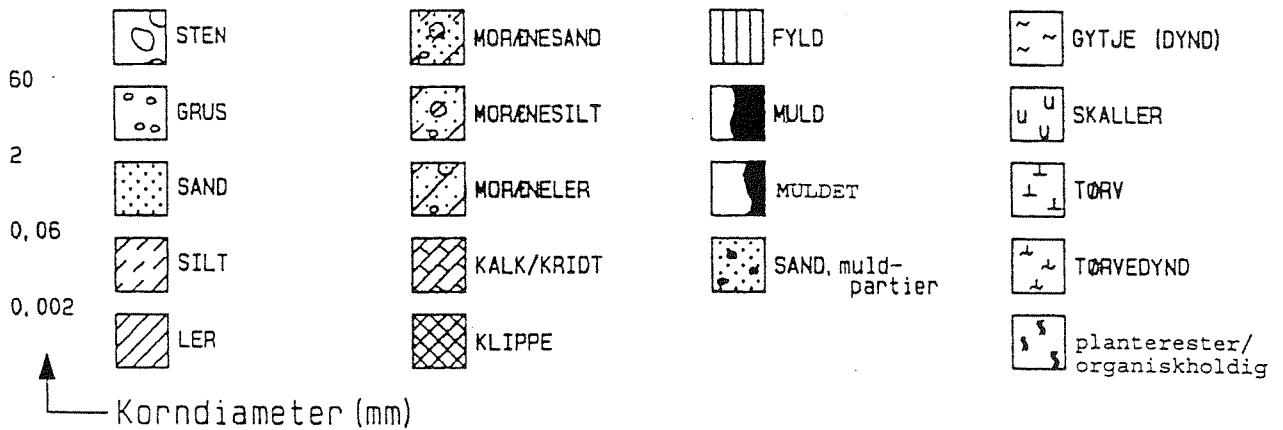 STEN
60
GRUS
2
SAND
0,06
SILT
0,002
LER
Korndiameter (mm)
MORÆNESAND
MORÆNESILT
MORÆNELER
KALK/KRIDT
KLIPPE
FYLD
MULD
MULDET
SAND, muld-
partier
GYTJE (DYND)
SKALLER
TØRV
TØRVEDYND
planterester/
organiskholdig